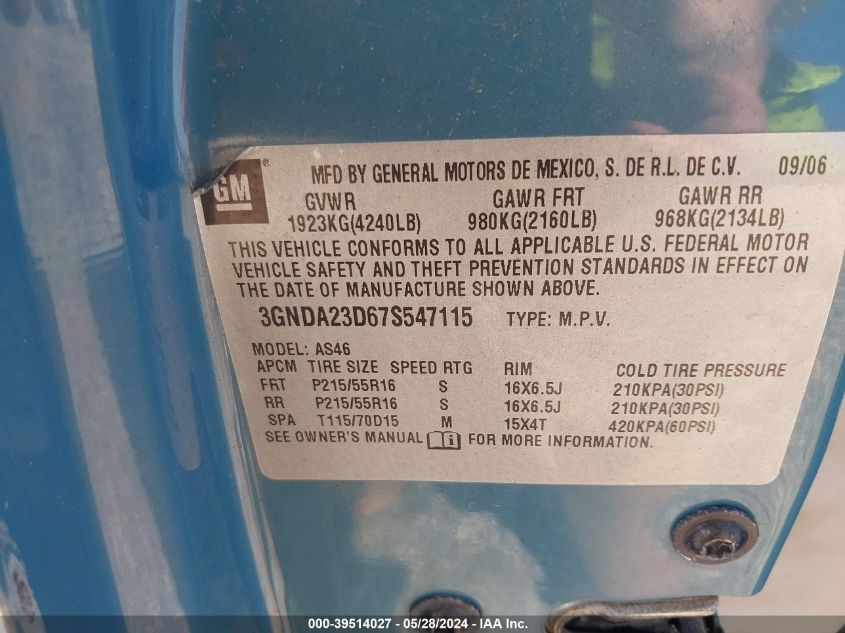 GM ® MFD BY GENERAL MOTORS DE MEXICO, S. DE R.L. DE C.V. 09/06
GVWR GAWR FRT GAWR RR
1923KG(4240LB) 980KG(2160LB) 968KG(2134LB)
THIS VEHICLE CONFORMS TO ALL APPLICABLE U.S. FEDERAL MOTOR
VEHICLE SAFETY AND THEFT PREVENTION STANDARDS IN EFFECT ON
THE DATE OF MANUFACTURE SHOWN ABOVE.
3GNDA23D67S547115 TYPE: M.P.V.
MODEL: AS46
APCM TIRE SIZE SPEED RTG RIM COLD TIRE PRESSURE
FRT P215/55R16 S 16X6.5J 210KPA(30PSI)
RR P215/55R16 S 16X6.5J 210KPA(30PSI)
SPA T115/70D15 M 15X4T 420KPA(60PSI)
SEE OWNER'S MANUAL FOR MORE INFORMATION.
000-39514027 - 05/28/2024 - IAA Inc.